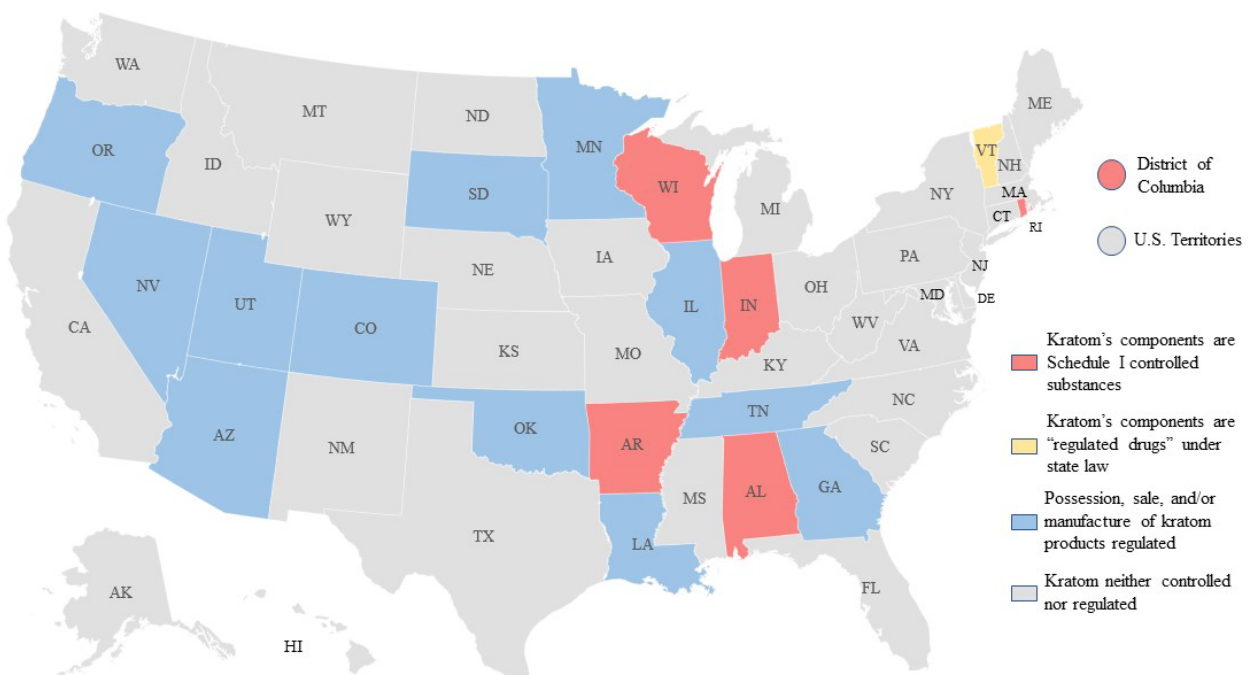 WA
MT
ND
MN
ME
OR
ID
SD
WI
VT
NH
WY
MI
NY
MA
CT
RI
NV
UT
CO
NE
IA
IL
IN
OH
PA
NJ
MD
DE
CA
KS
MO
KY
WV
VA
AZ
NM
OK
AR
TN
NC
SC
TX
LA
MS
AL
GA
FL
AK
HI
District of
Columbia
U.S. Territories
Kratom’s components are
Schedule I controlled
substances
Kratom’s components are
“regulated drugs” under
state law
Possession, sale, and/or
manufacture of kratom
products regulated
Kratom neither controlled
nor regulated